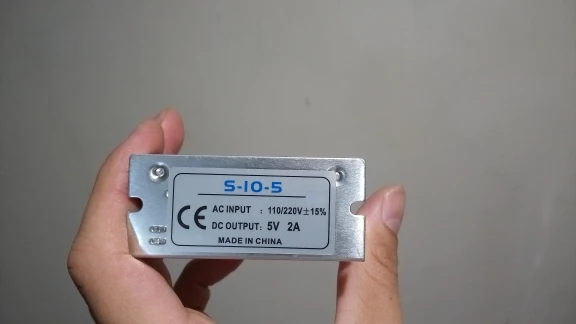 S-10-5
CE AC INPUT : 110/220V±15%
DC OUTPUT: 5V 2A
MADE IN CHINA